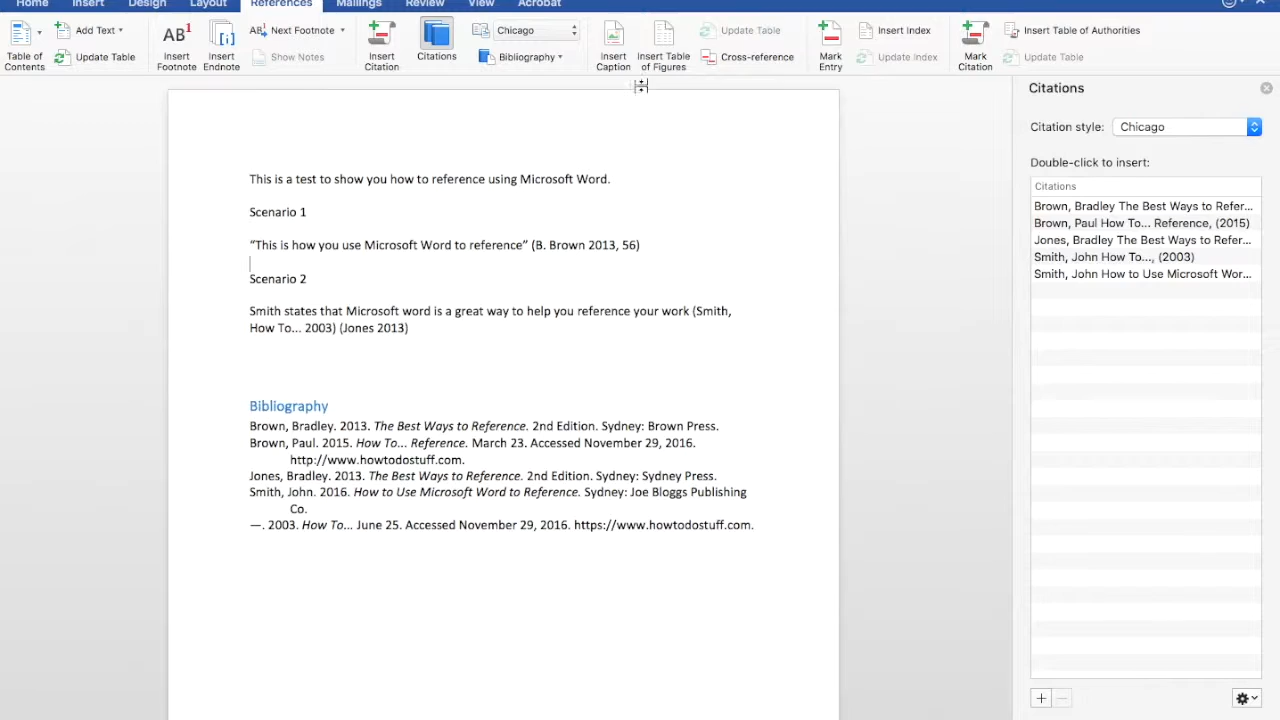 Home Insert Design Layout References Mailings Review View Acrobat
Table of Contents
Add Text
Update Table
AB1 Insert Footnote
[i] Insert Endnote
AB1 Next Footnote
Show Notes
Insert Citation
Citations
Chicago
Bibliography
Insert Caption
Insert Table of Figures
Update Table
Cross-reference
Mark Entry
Insert Index
Update Index
Mark Citation
Insert Table of Authorities
Update Table
This is a test to show you how to reference using Microsoft Word.
Scenario 1
“This is how you use Microsoft Word to reference” (B. Brown 2013, 56)
Scenario 2
Smith states that Microsoft word is a great way to help you reference your work (Smith,
How To... 2003) (Jones 2013)
Bibliography
Brown, Bradley. 2013. The Best Ways to Reference. 2nd Edition. Sydney: Brown Press.
Brown, Paul. 2015. How To... Reference. March 23. Accessed November 29, 2016.
http://www.howtodostuff.com.
Jones, Bradley. 2013. The Best Ways to Reference. 2nd Edition. Sydney: Sydney Press.
Smith, John. 2016. How to Use Microsoft Word to Reference. Sydney: Joe Bloggs Publishing
Co.
—. 2003. How To... June 25. Accessed November 29, 2016. https://www.howtodostuff.com.
Citations
Citation style: Chicago
Double-click to insert:
Citations
Brown, Bradley The Best Ways to Refer...
Brown, Paul How To... Reference, (2015)
Jones, Bradley The Best Ways to Refer...
Smith, John How To..., (2003)
Smith, John How to Use Microsoft Wor...